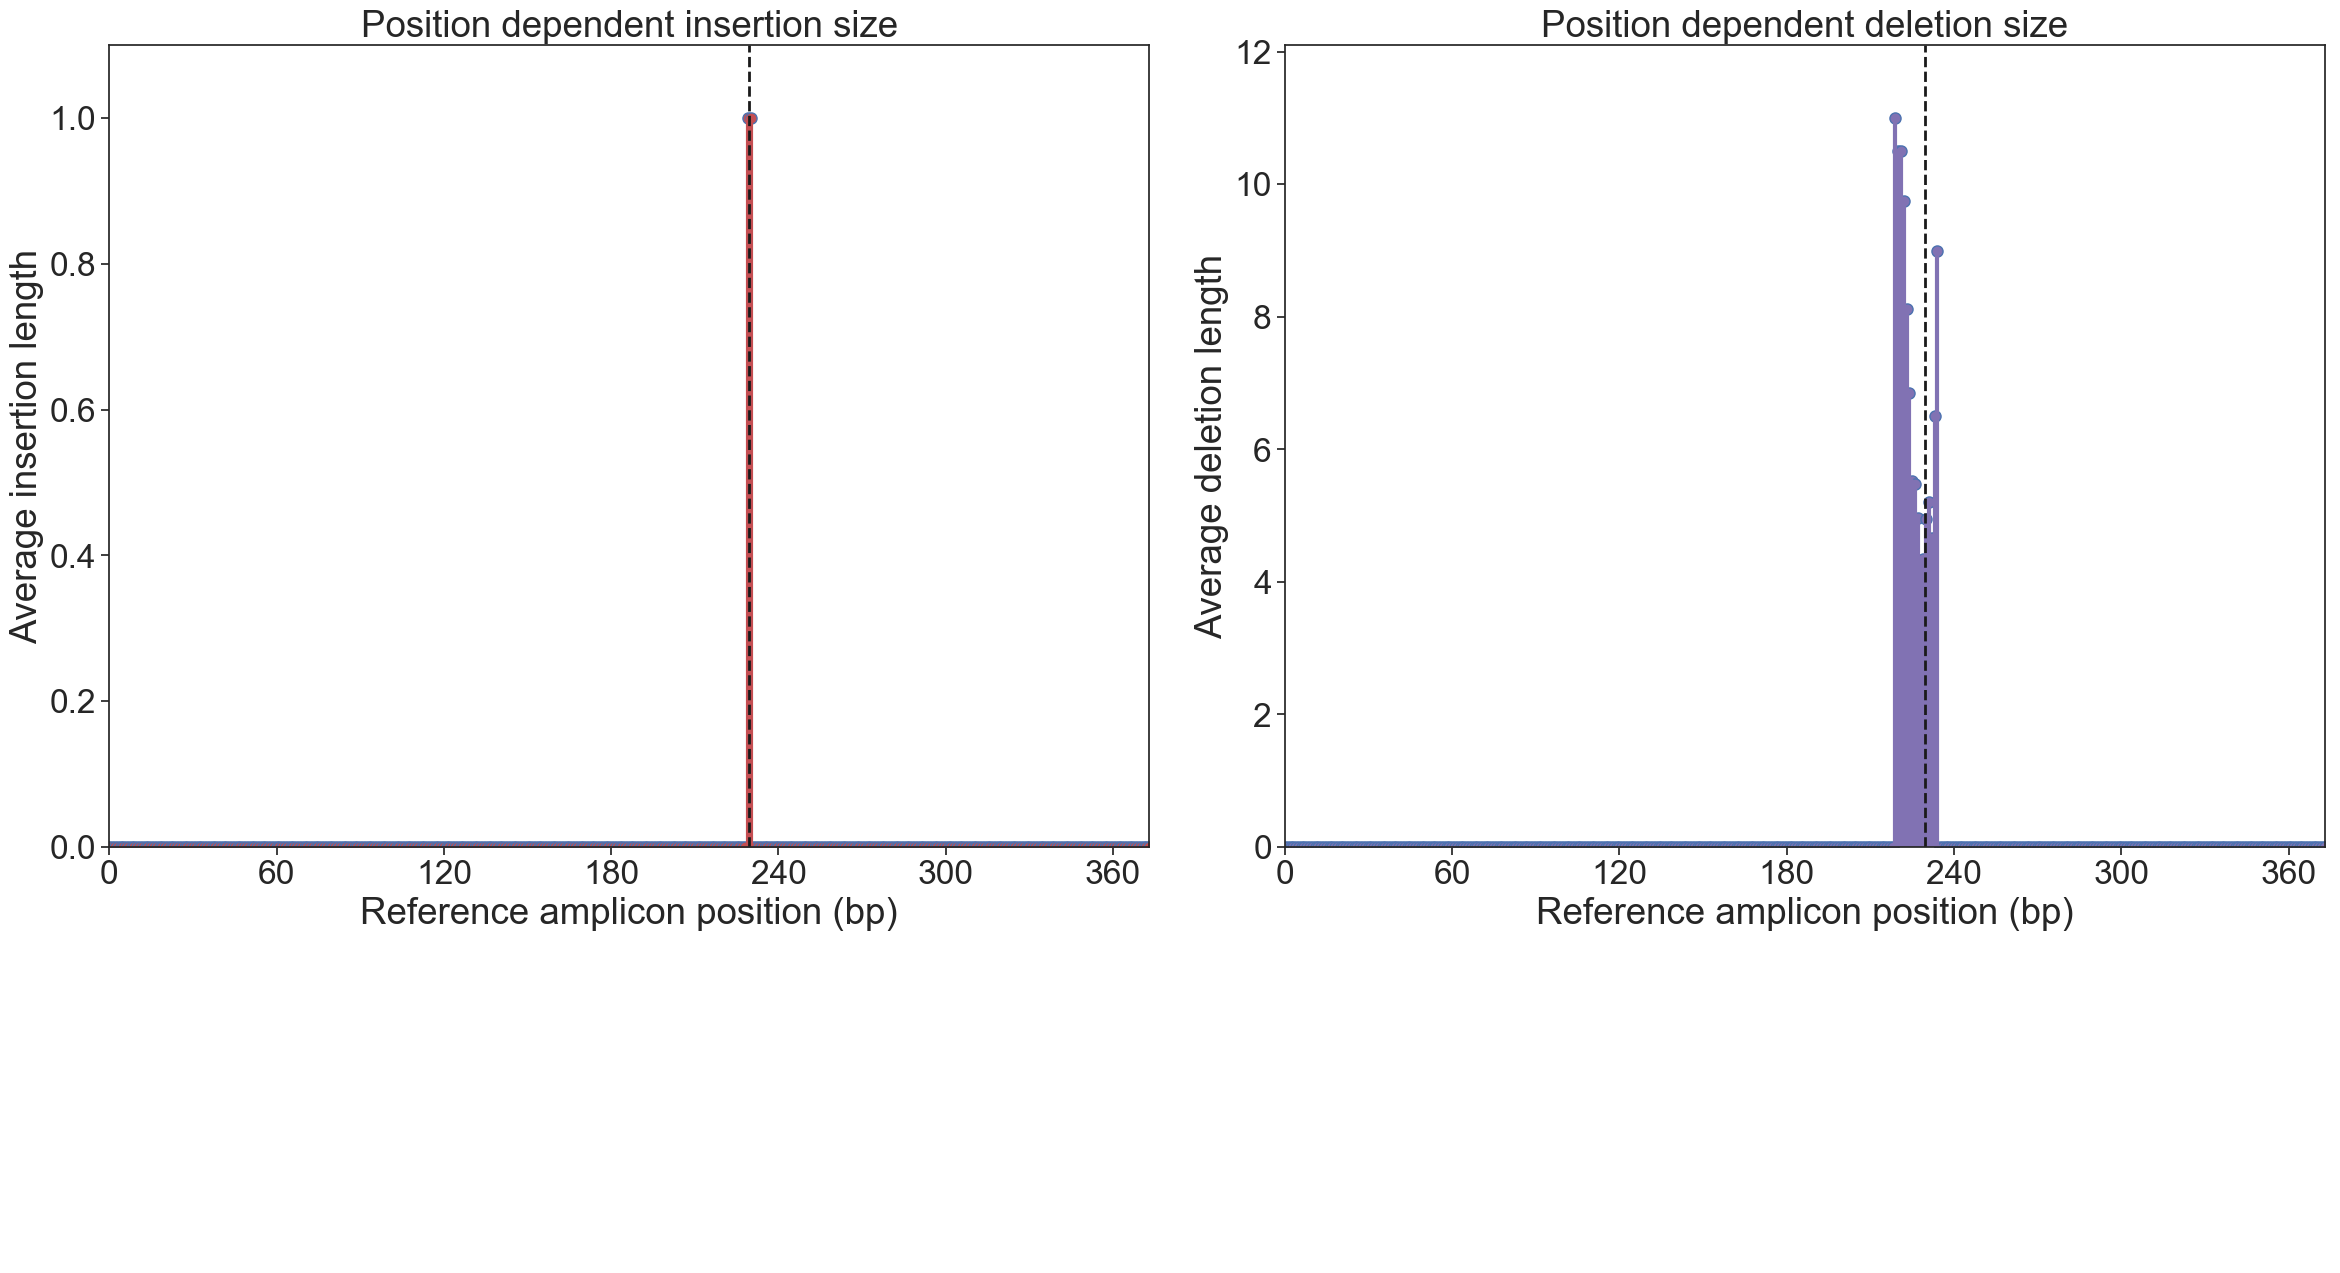 Position dependent insertion size
Average insertion length
1.0
0.8
0.6
0.4
0.2
0.0
0 60 120 180 240 300 360
Reference amplicon position (bp)
Position dependent deletion size
Average deletion length
12
10
8
6
4
2
0
0 60 120 180 240 300 360
Reference amplicon position (bp)